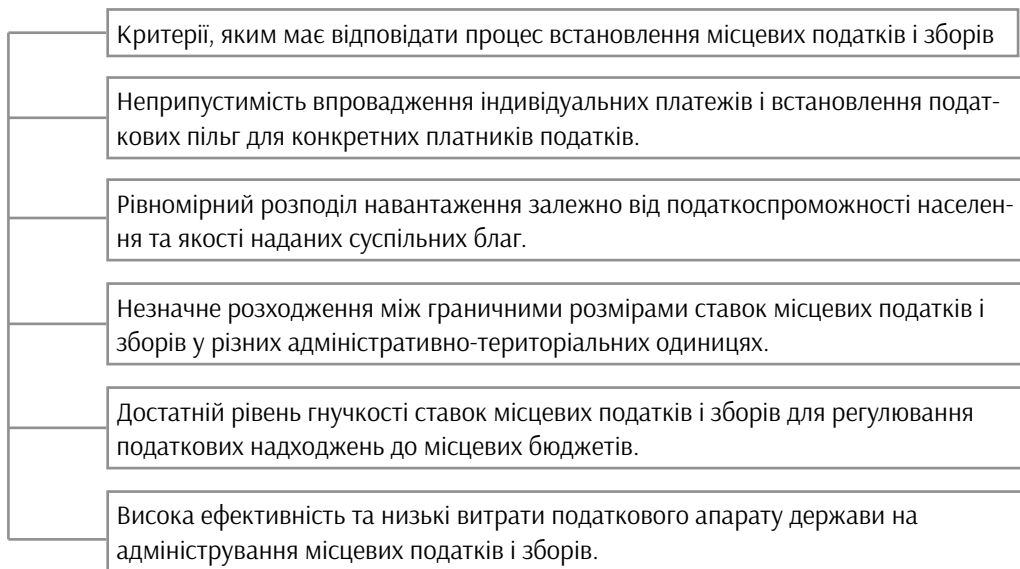 Критерії, яким має відповідати процес встановлення місцевих податків і зборів
Неприпустимість впровадження індивідуальних платежів і встановлення подат-
кових пільг для конкретних платників податків.
Рівномірний розподіл навантаження залежно від податкоспроможності населен-
ня та якості наданих суспільних благ.
Незначне розходження між граничними розмірами ставок місцевих податків і
зборів у різних адміністративно-територіальних одиницях.
Достатній рівень гнучкості ставок місцевих податків і зборів для регулювання
податкових надходжень до місцевих бюджетів.
Висока ефективність та низькі витрати податкового апарату держави на
адміністрування місцевих податків і зборів.